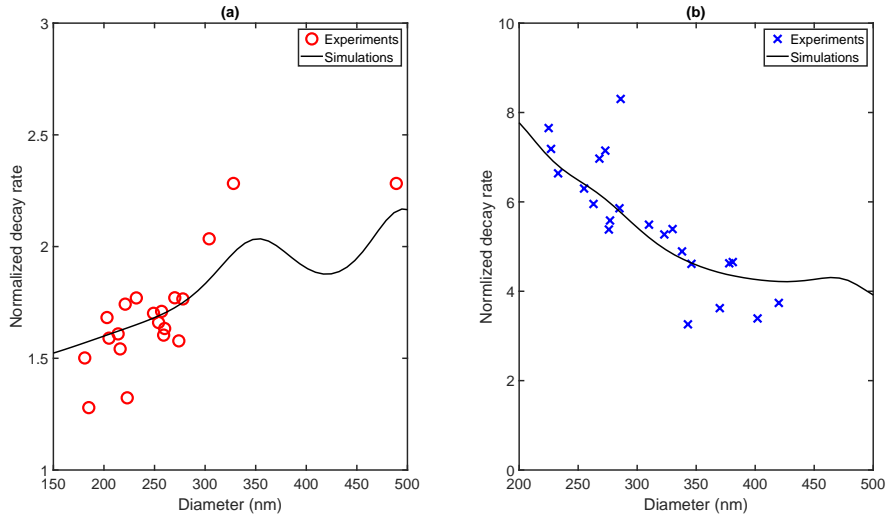 (a)
Experiments
Simulations
3
2.5
2
1.5
1
Normalized decay rate
150 200 250 300 350 400 450 500
Diameter (nm)
(b)
Experiments
Simulations
10
8
6
4
2
0
Normlized decay rate
200 250 300 350 400 450 500
Diameter (nm)